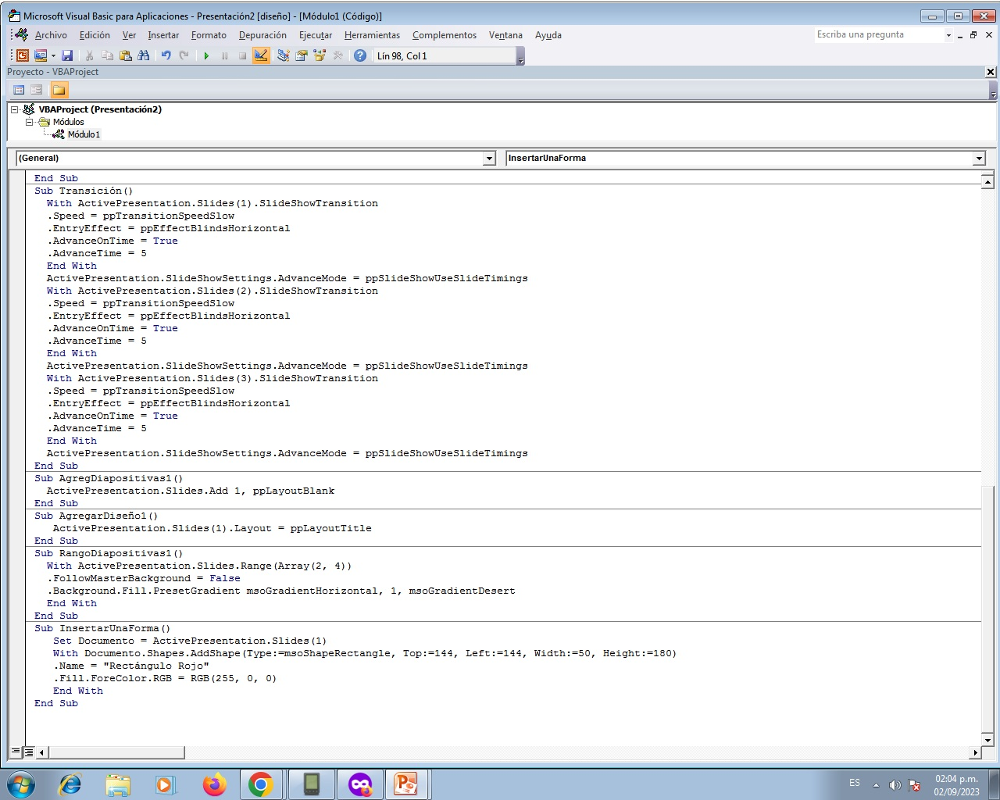 Microsoft Visual Basic para Aplicaciones - Presentación2 [diseño] - [Módulo1 (Código)]
Archivo Edición Ver Insertar Formato Depuración Ejecutar Herramientas Complementos Ventana Ayuda Escriba una pregunta
Lín 98, Col 1
Proyecto - VBAProject
VBAProject (Presentación2)
Módulos
Módulo1
(General) InsertarUnaForma
End Sub
Sub Transición()
With ActivePresentation.Slides(1).SlideShowTransition
.Speed = ppTransitionSpeedSlow
.EntryEffect = ppEffectBlindsHorizontal
.AdvanceOnTime = True
.AdvanceTime = 5
End With
ActivePresentation.SlideShowSettings.AdvanceMode = ppSlideShowUseSlideTimings
With ActivePresentation.Slides(2).SlideShowTransition
.Speed = ppTransitionSpeedSlow
.EntryEffect = ppEffectBlindsHorizontal
.AdvanceOnTime = True
.AdvanceTime = 5
End With
ActivePresentation.SlideShowSettings.AdvanceMode = ppSlideShowUseSlideTimings
With ActivePresentation.Slides(3).SlideShowTransition
.Speed = ppTransitionSpeedSlow
.EntryEffect = ppEffectBlindsHorizontal
.AdvanceOnTime = True
.AdvanceTime = 5
End With
ActivePresentation.SlideShowSettings.AdvanceMode = ppSlideShowUseSlideTimings
End Sub
Sub AgregDiapositivas1()
ActivePresentation.Slides.Add 1, ppLayoutBlank
End Sub
Sub AgregarDiseño1()
ActivePresentation.Slides(1).Layout = ppLayoutTitle
End Sub
Sub RangoDiapositivas1()
With ActivePresentation.Slides.Range(Array(2, 4))
.FollowMasterBackground = False
.Background.Fill.PresetGradient msoGradientHorizontal, 1, msoGradientDesert
End With
End Sub
Sub InsertarUnaForma()
Set Documento = ActivePresentation.Slides(1)
With Documento.Shapes.AddShape(Type:=msoShapeRectangle, Top:=144, Left:=144, Width:=50, Height:=180)
.Name = "Rectángulo Rojo"
.Fill.ForeColor.RGB = RGB(255, 0, 0)
End With
End Sub
ES
02:04 p.m.
02/09/2023